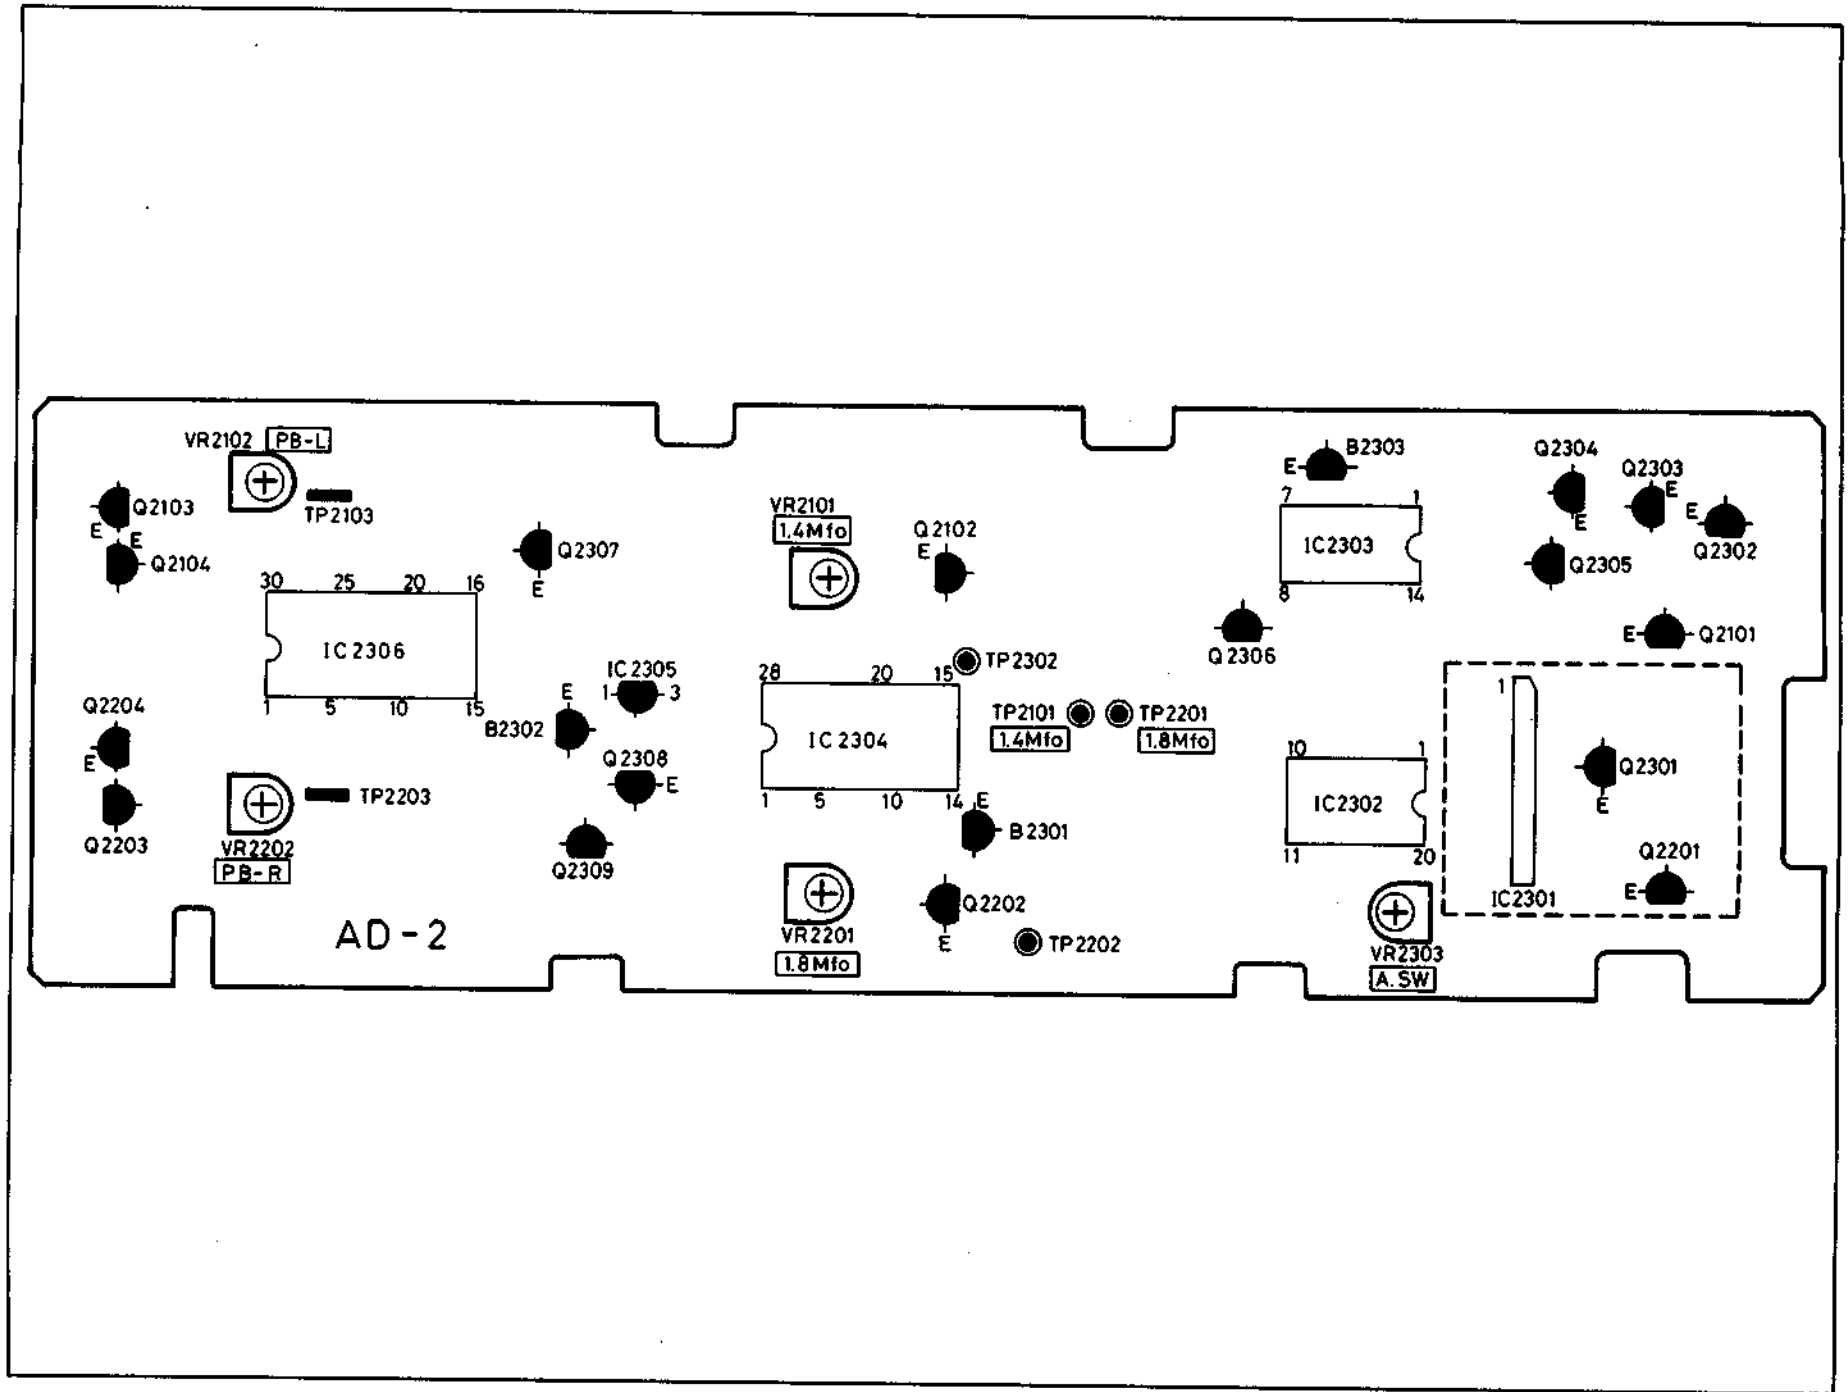 VR2102 PB-L
Q2103
E
TP2103
E
Q2104
Q2307
E
30 25 20 16
IC2306
1 5 10 15
Q2204
E
Q2203
TP2203
VR2202
PB-R
AD-2
IC2305
1 3
E
B2302
Q2308
E
Q2309
VR2101
1.4Mfo
Q2102
E
TP2302
28 20 15
IC2304
1 5 10 14
TP2101
1.4Mfo
TP2201
1.8Mfo
E
B2301
Q2202
E
TP2202
VR2201
1.8Mfo
E B2303
7 1
IC2303
8 14
Q2306
Q2304
E
Q2303
E
E
Q2302
Q2305
E Q2101
10 1
IC2302
11 20
VR2303
A.SW
1
IC2301
Q2301
E
Q2201
E